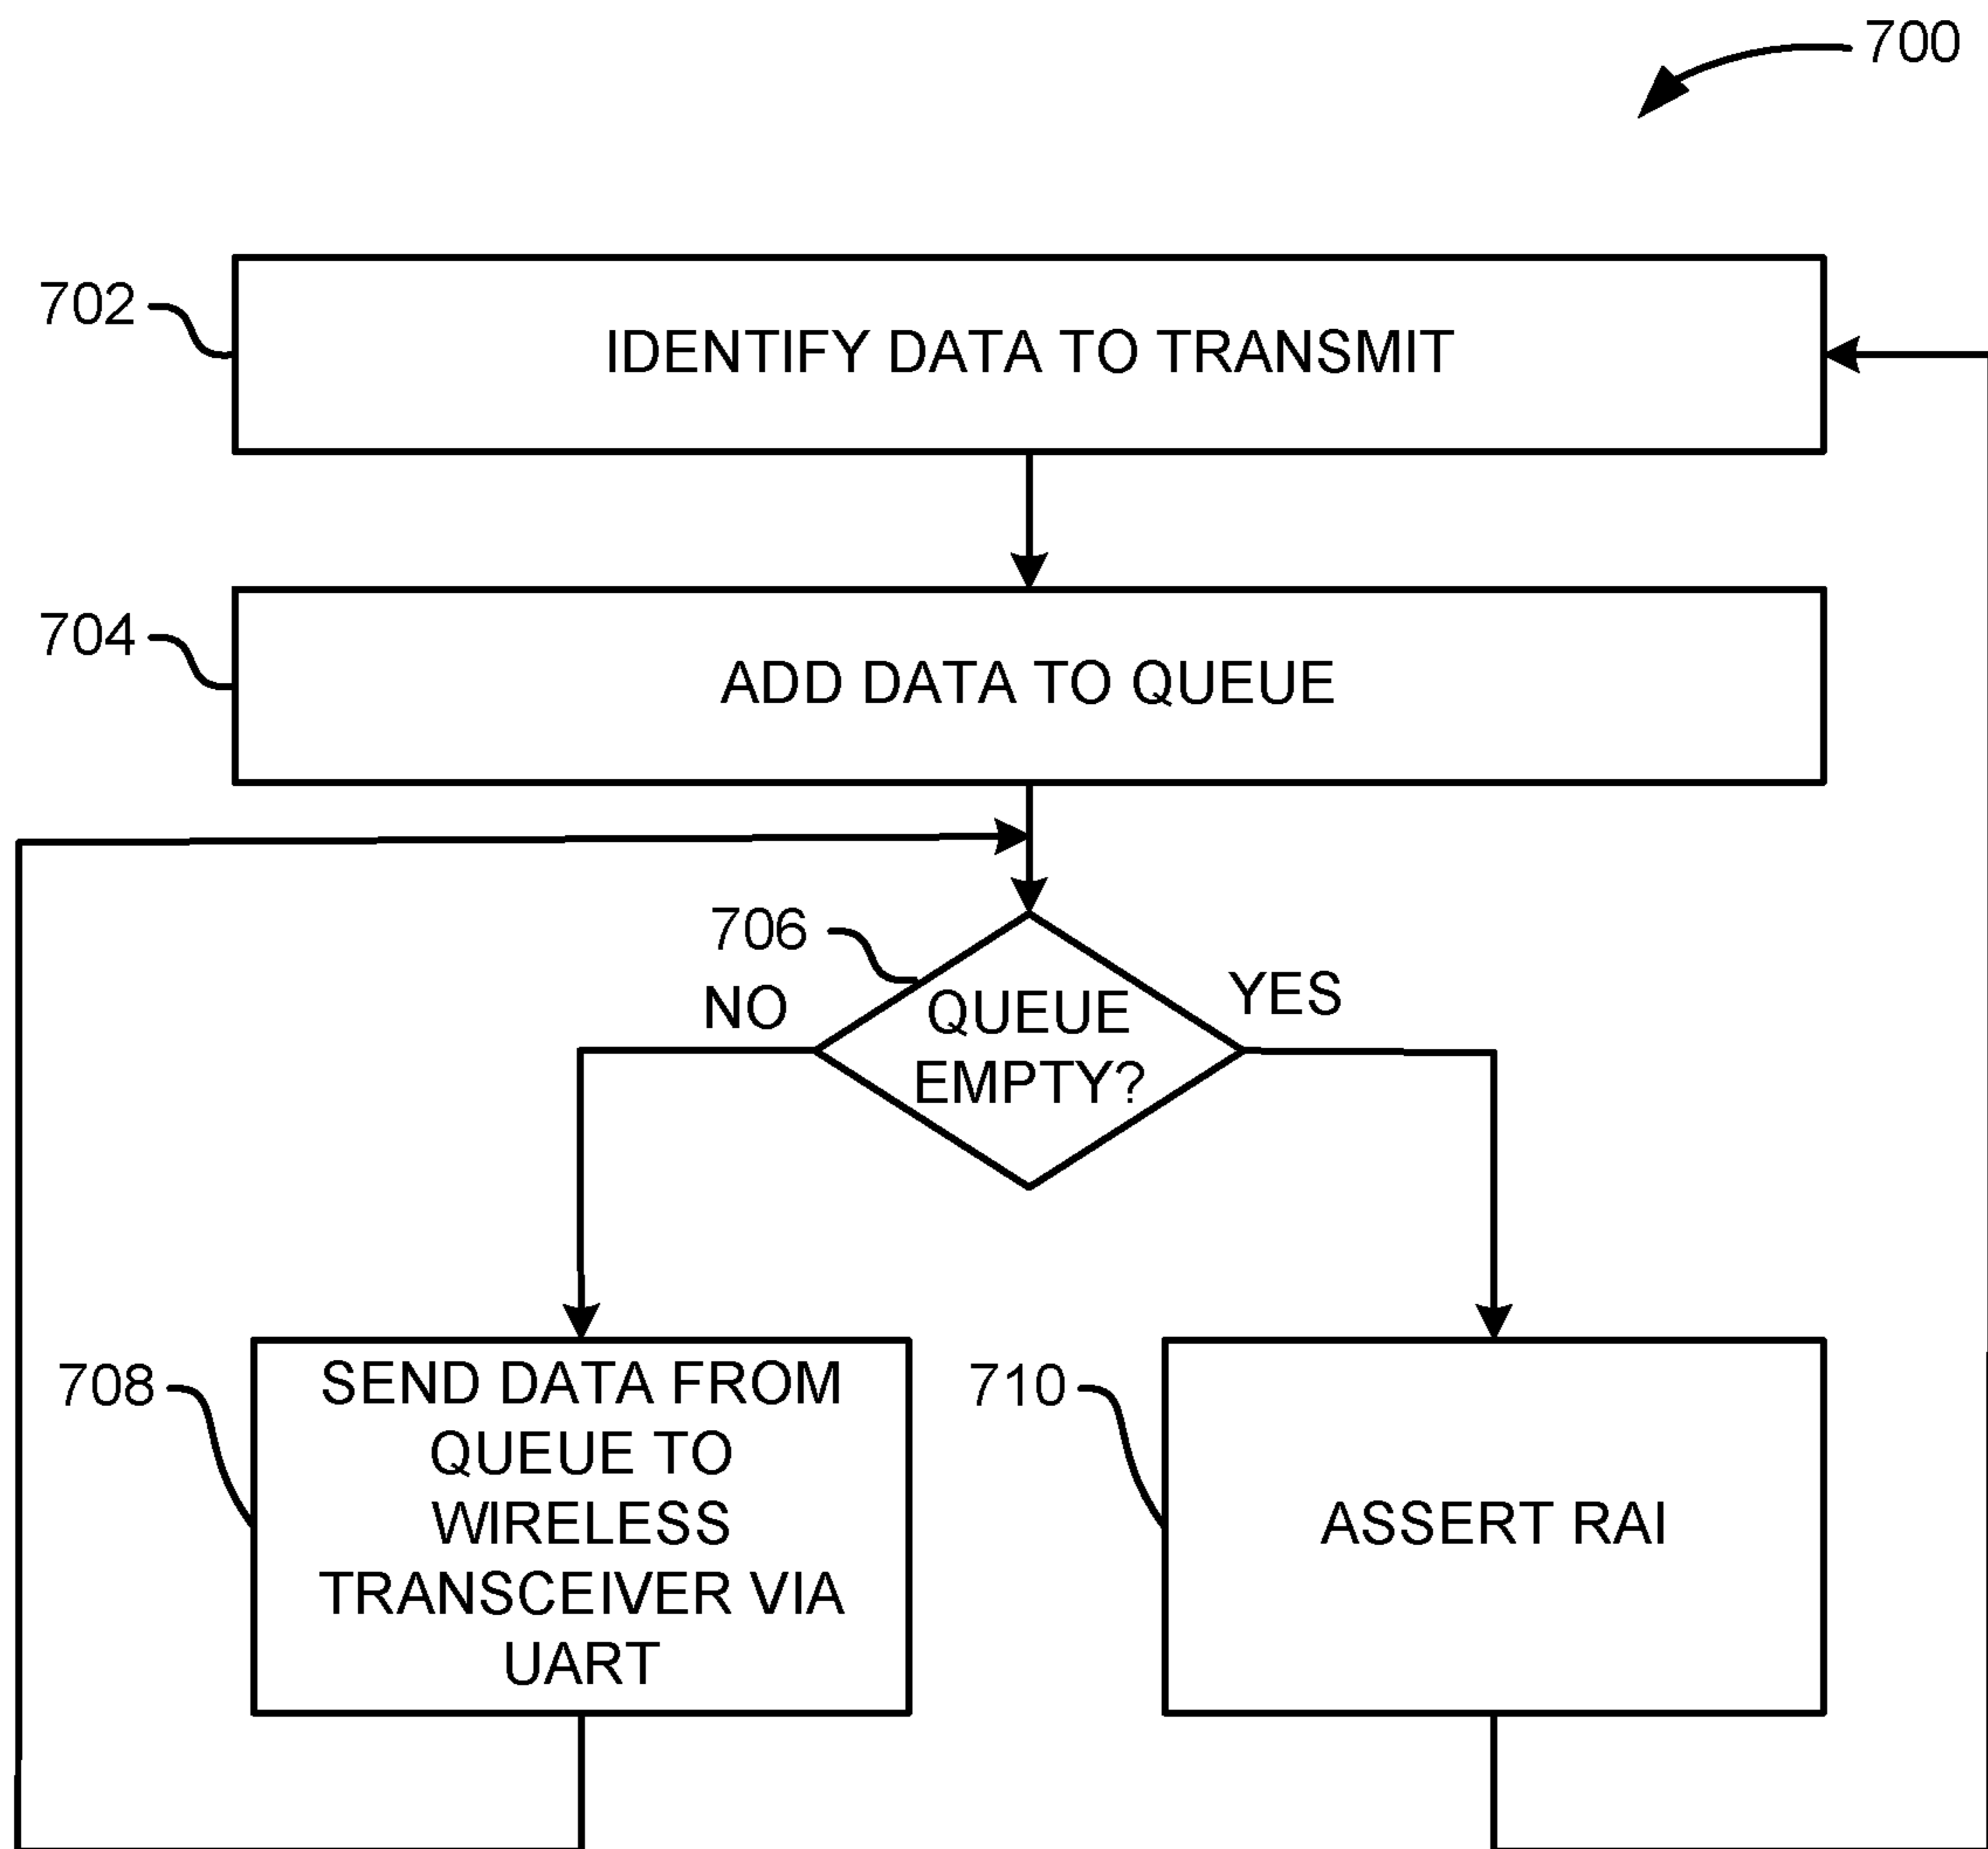 700
702
IDENTIFY DATA TO TRANSMIT
704
ADD DATA TO QUEUE
706
NO
YES
QUEUE
EMPTY?
708
SEND DATA FROM
QUEUE TO
WIRELESS
TRANSCEIVER VIA
UART
710
ASSERT RAI